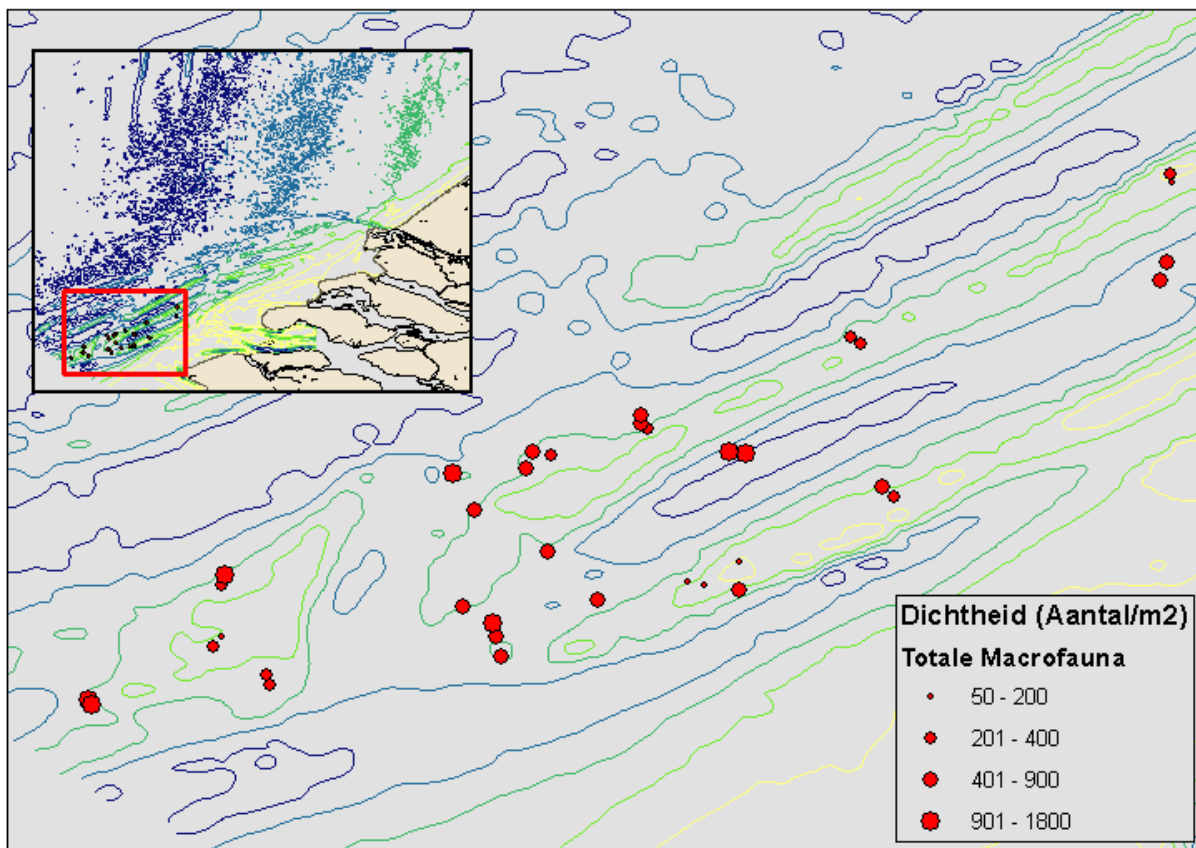 Dichtheid (Aantal/m2)
Totale Macrofauna
50 - 200
201 - 400
401 - 900
901 - 1800